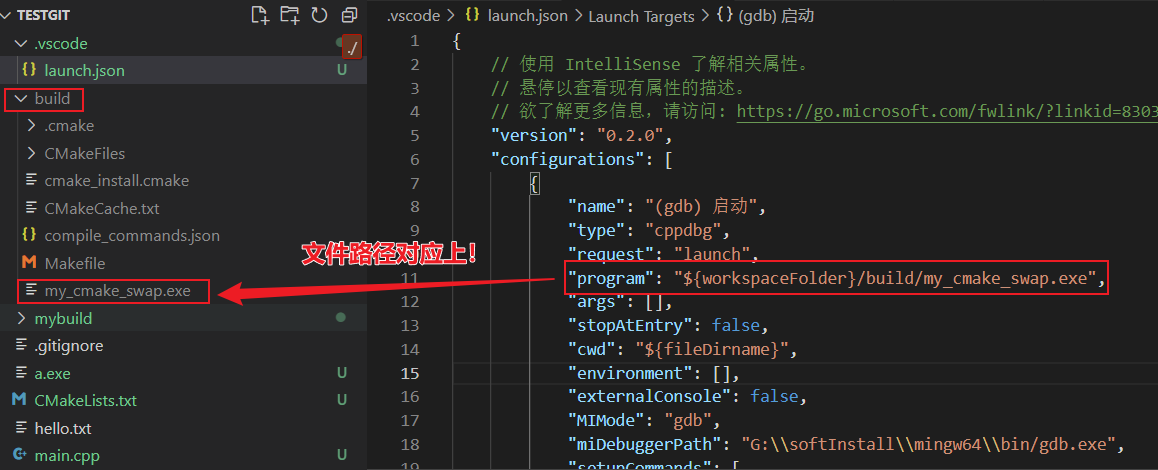 TESTGIT
.vscode
./
launch.json U
build
.cmake
CMakeFiles
cmake_install.cmake
CMakeCache.txt
compile_commands.json
Makefile
my_cmake_swap.exe
mybuild
.gitignore
a.exe U
CMakeLists.txt U
hello.txt
main.cpp U
文件路径对应上!
.vscode > {} launch.json > Launch Targets > {} (gdb) 启动
1 {
2 // 使用 IntelliSense 了解相关属性。
3 // 悬停以查看现有属性的描述。
4 // 欲了解更多信息，请访问: https://go.microsoft.com/fwlink/?linkid=8303
5 "version": "0.2.0",
6 "configurations": [
7 {
8 "name": "(gdb) 启动",
9 "type": "cppdbg",
10 "request": "launch",
11 "program": "${workspaceFolder}/build/my_cmake_swap.exe",
12 "args": [],
13 "stopAtEntry": false,
14 "cwd": "${fileDirname}",
15 "environment": [],
16 "externalConsole": false,
17 "MIMode": "gdb",
18 "miDebuggerPath": "G:\\softInstall\\mingw64\\bin/gdb.exe",
19 "setupCommands": [